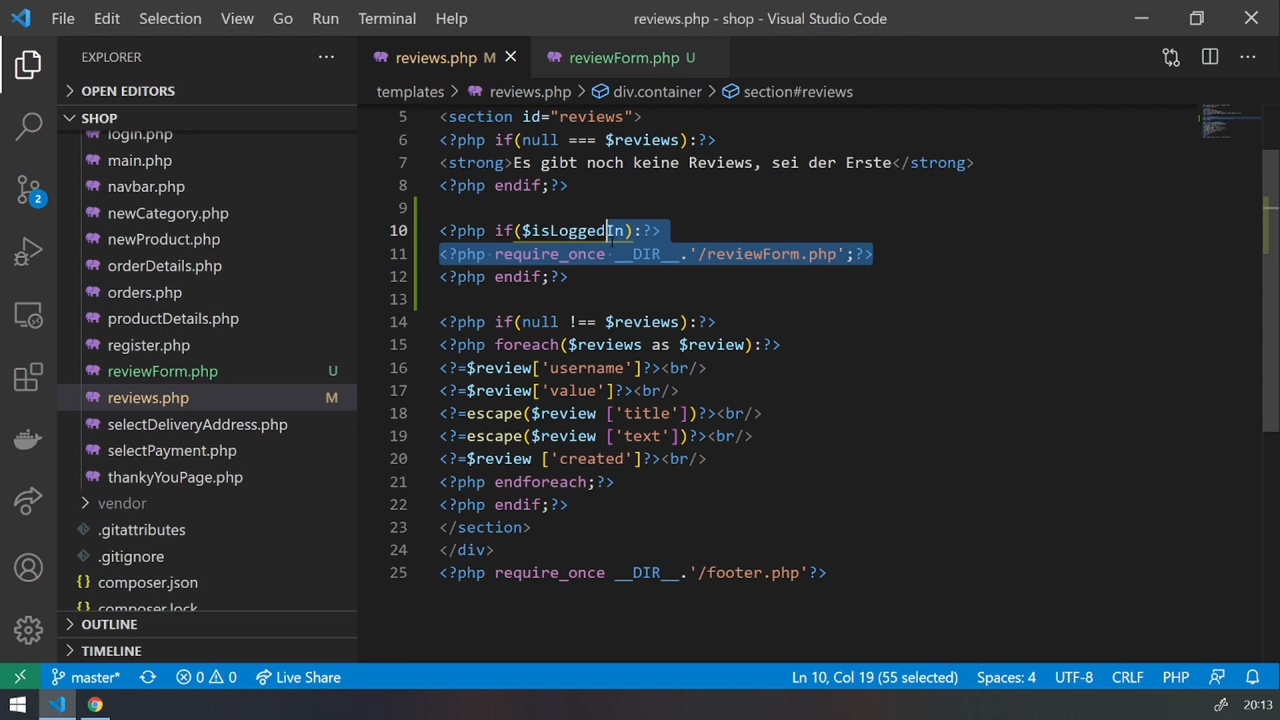 File Edit Selection View Go Run Terminal Help reviews.php - shop - Visual Studio Code
EXPLORER
OPEN EDITORS
SHOP
login.php
main.php
navbar.php
newCategory.php
newProduct.php
orderDetails.php
orders.php
productDetails.php
register.php
reviewForm.php U
reviews.php M
selectDeliveryAddress.php
selectPayment.php
thankyYouPage.php
vendor
.gitattributes
.gitignore
composer.json
composer.lock
OUTLINE
TIMELINE
2
reviews.php M reviewForm.php U
templates reviews.php div.container section#reviews
5 <section id="reviews">
6 <?php if(null === $reviews):?>
7 <strong>Es gibt noch keine Reviews, sei der Erste</strong>
8 <?php endif;?>
9
10 <?php if($isLoggedIn):?>
11 <?php require_once __DIR__.'/reviewForm.php';?>
12 <?php endif;?>
13
14 <?php if(null !== $reviews):?>
15 <?php foreach($reviews as $review):?>
16 <?=$review['username']?><br/>
17 <?=$review['value']?><br/>
18 <?=escape($review ['title'])?><br/>
19 <?=escape($review ['text'])?><br/>
20 <?=$review ['created']?><br/>
21 <?php endforeach;?>
22 <?php endif;?>
23 </section>
24 </div>
25 <?php require_once __DIR__.'/footer.php'?>
master* 0 0 Live Share Ln 10, Col 19 (55 selected) Spaces: 4 UTF-8 CRLF PHP
20:13